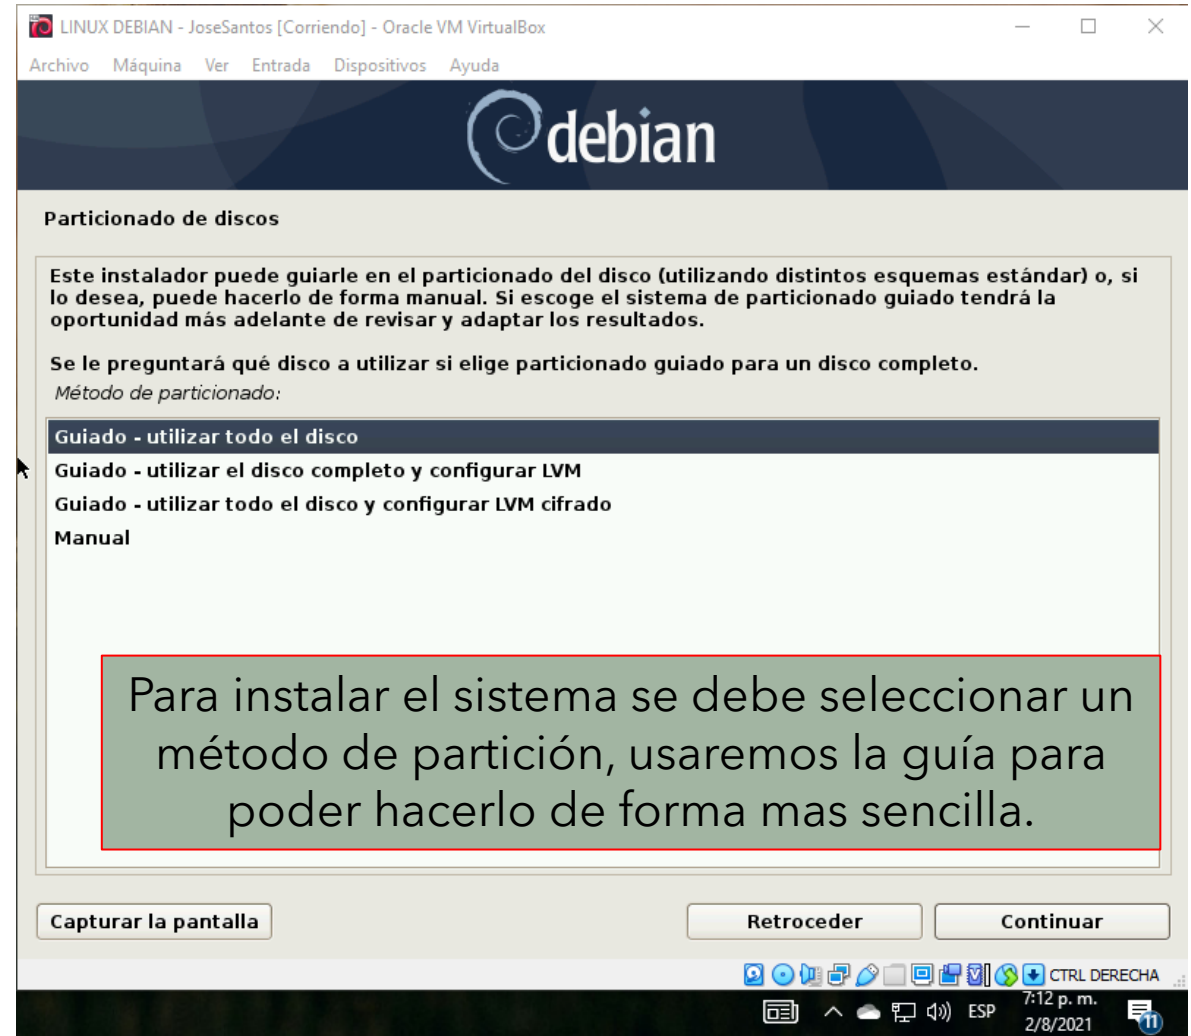 LINUX DEBIAN - JoseSantos [Corriendo] - Oracle VM VirtualBox
Archivo Máquina Ver Entrada Dispositivos Ayuda
debian
Particionado de discos
Este instalador puede guiarle en el particionado del disco (utilizando distintos esquemas estándar) o, si
lo desea, puede hacerlo de forma manual. Si escoge el sistema de particionado guiado tendrá la
oportunidad más adelante de revisar y adaptar los resultados.
Se le preguntará qué disco a utilizar si elige particionado guiado para un disco completo.
Método de particionado:
Guiado - utilizar todo el disco
Guiado - utilizar el disco completo y configurar LVM
Guiado - utilizar todo el disco y configurar LVM cifrado
Manual
Para instalar el sistema se debe seleccionar un
método de partición, usaremos la guía para
poder hacerlo de forma mas sencilla.
Capturar la pantalla Retroceder Continuar
CTRL DERECHA
ESP 7:12 p. m.
2/8/2021 11